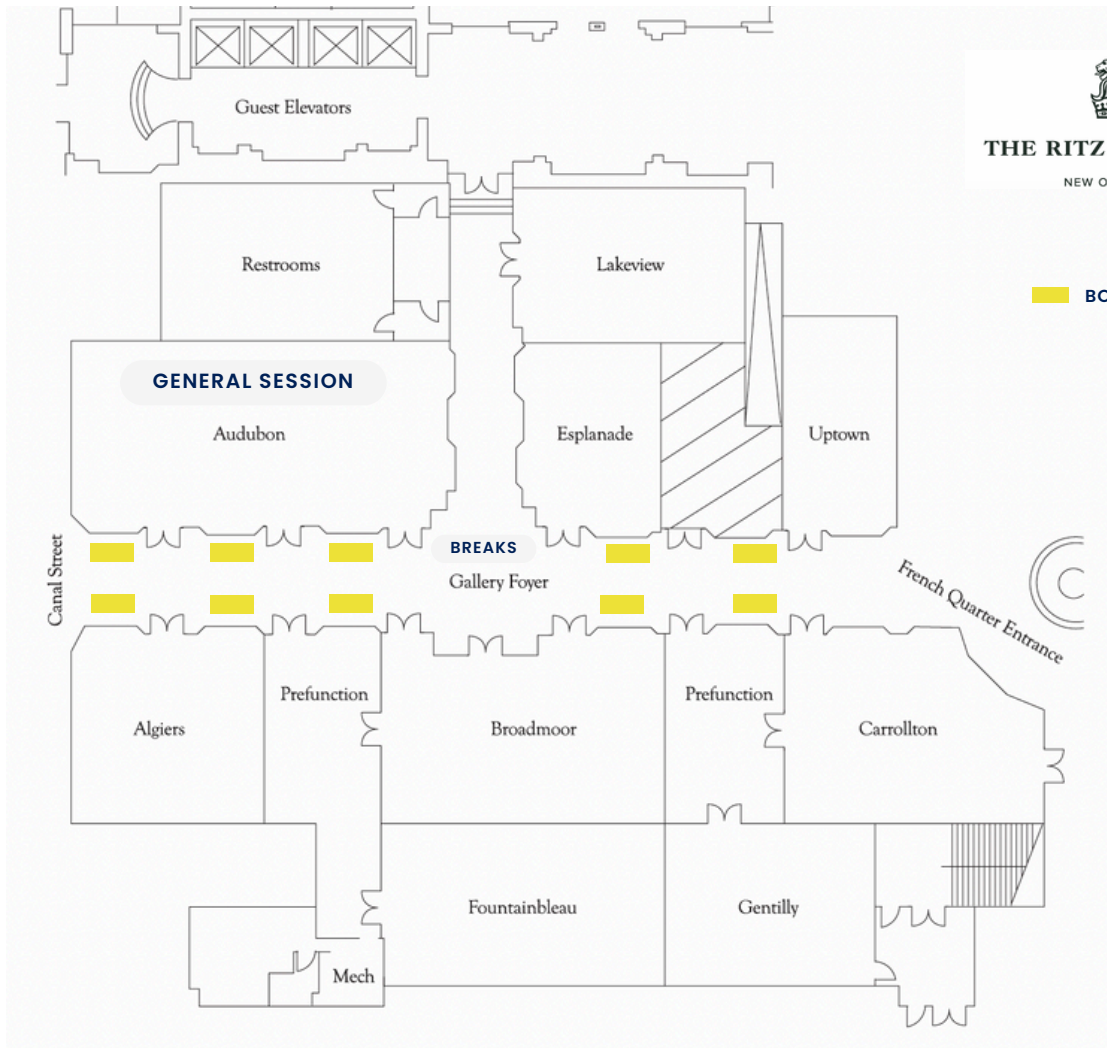 Guest Elevators
THE RITZ
NEW O
Restrooms
Lakeview
BO
GENERAL SESSION
Audubon
Esplanade
Uptown
Canal Street
BREAKS
Gallery Foyer
French Quarter Entrance
Prefunction
Prefunction
Algiers
Broadmoor
Carrollton
Fountainbleau
Gentilly
Mech